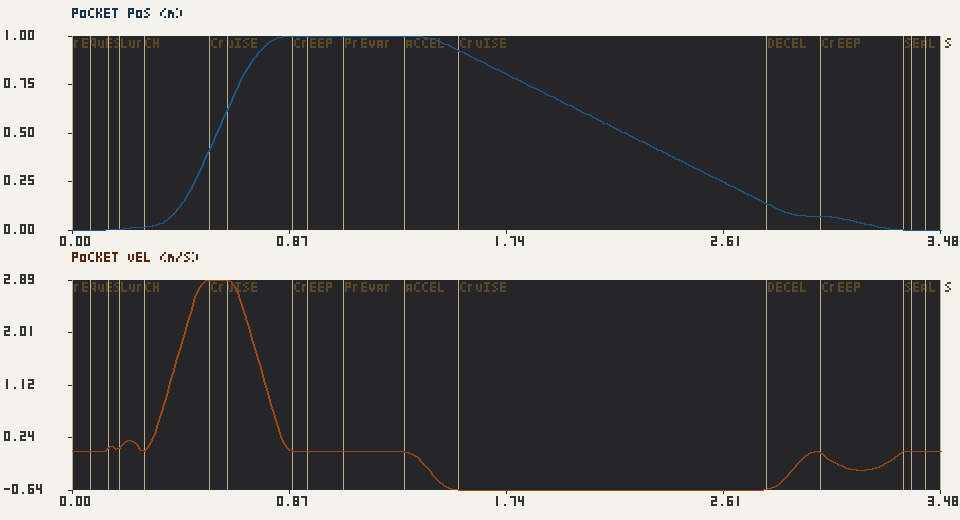 PoCKET PoS (m)
1.00
0.75
0.50
0.25
0.00
CruISE
CrEEP
PrEvar
aCCEL
CruISE
DECEL
CrEEP
SEaL
S
0.00
0.87
1.74
2.61
3.48
PoCKET vEL (m/S)
2.89
2.01
1.12
0.24
-0.64
CruISE
CrEEP
PrEvar
aCCEL
CruISE
DECEL
CrEEP
SEaL
S
0.00
0.87
1.74
2.61
3.48